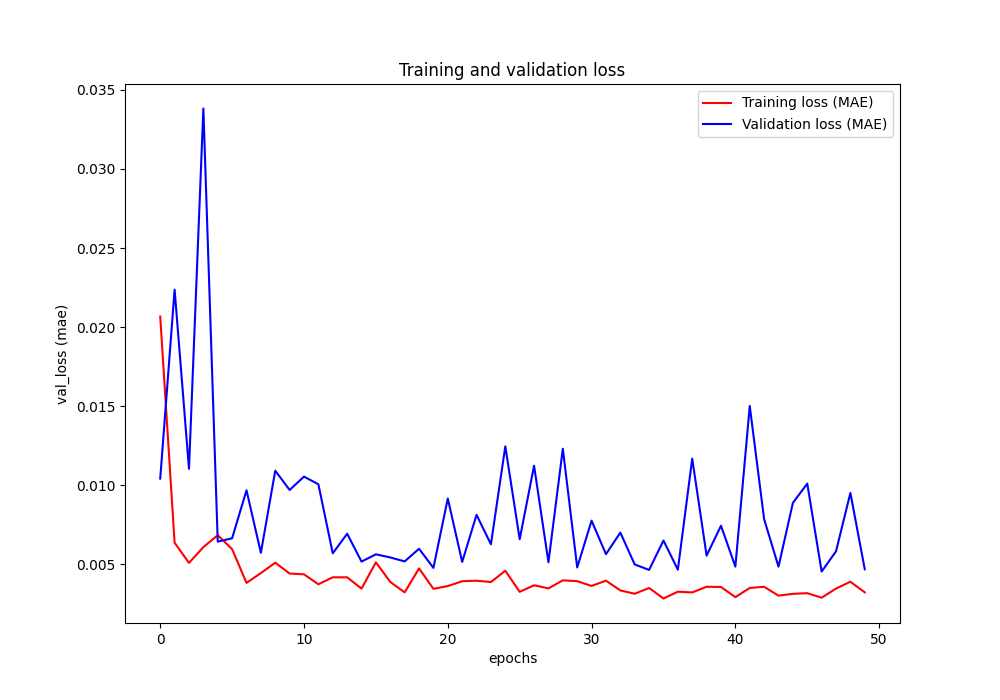 Training and validation loss
Training loss (MAE)
Validation loss (MAE)
val_loss (mae)
0.035
0.030
0.025
0.020
0.015
0.010
0.005
0 10 20 30 40 50
epochs